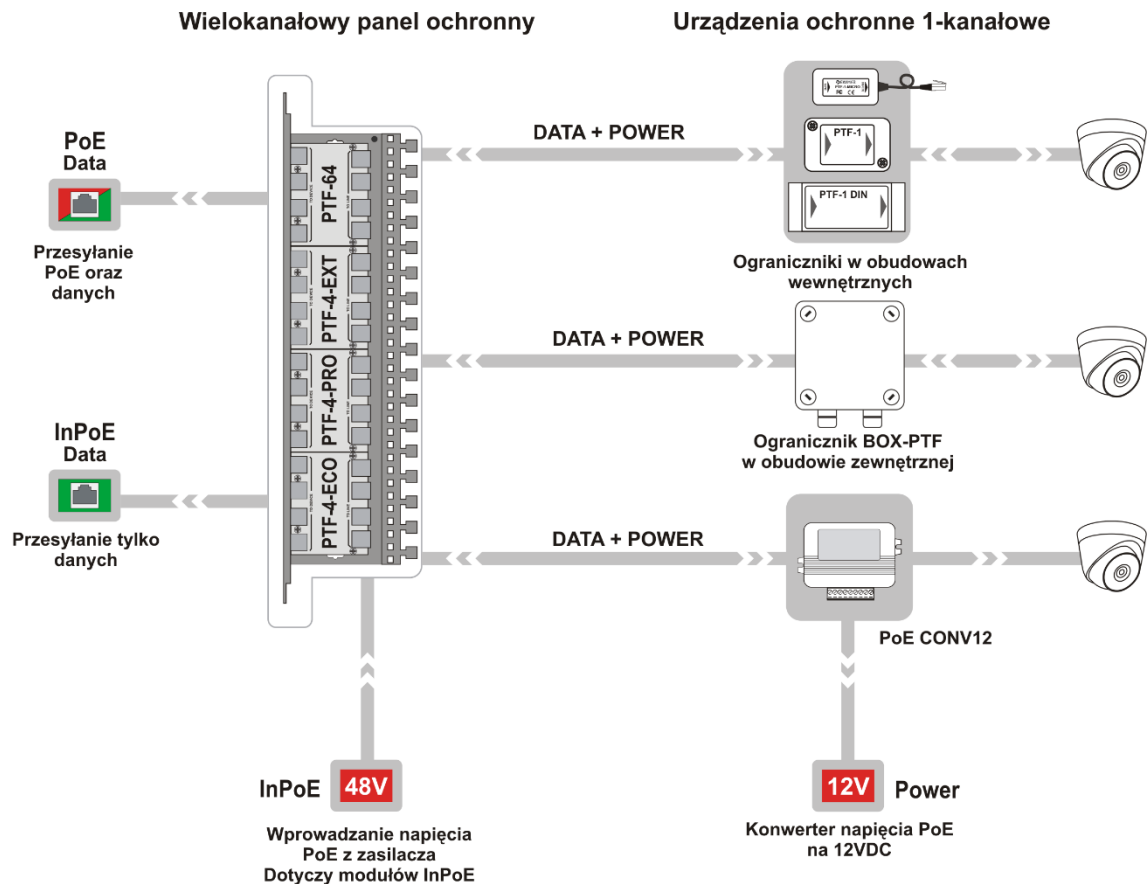 Wielokanałowy panel ochronny
Urządzenia ochronne 1-kanałowe
PoE
Data
Przesyłanie
PoE oraz
danych
InPoE
Data
Przesyłanie tylko
danych
PTF-64
PTF-4-EXT
PTF-4-PRO
PTF-4-ECO
DATA + POWER
PTF-1
PTF-1 DIN
Ograniczniki w obudowach
wewnętrznych
DATA + POWER
Ogranicznik BOX-PTF
w obudowie zewnętrznej
DATA + POWER
PoE CONV12
InPoE 48V
Wprowadzanie napięcia
PoE z zasilacza
Dotyczy modułów InPoE
12V Power
Konwerter napięcia PoE
na 12VDC